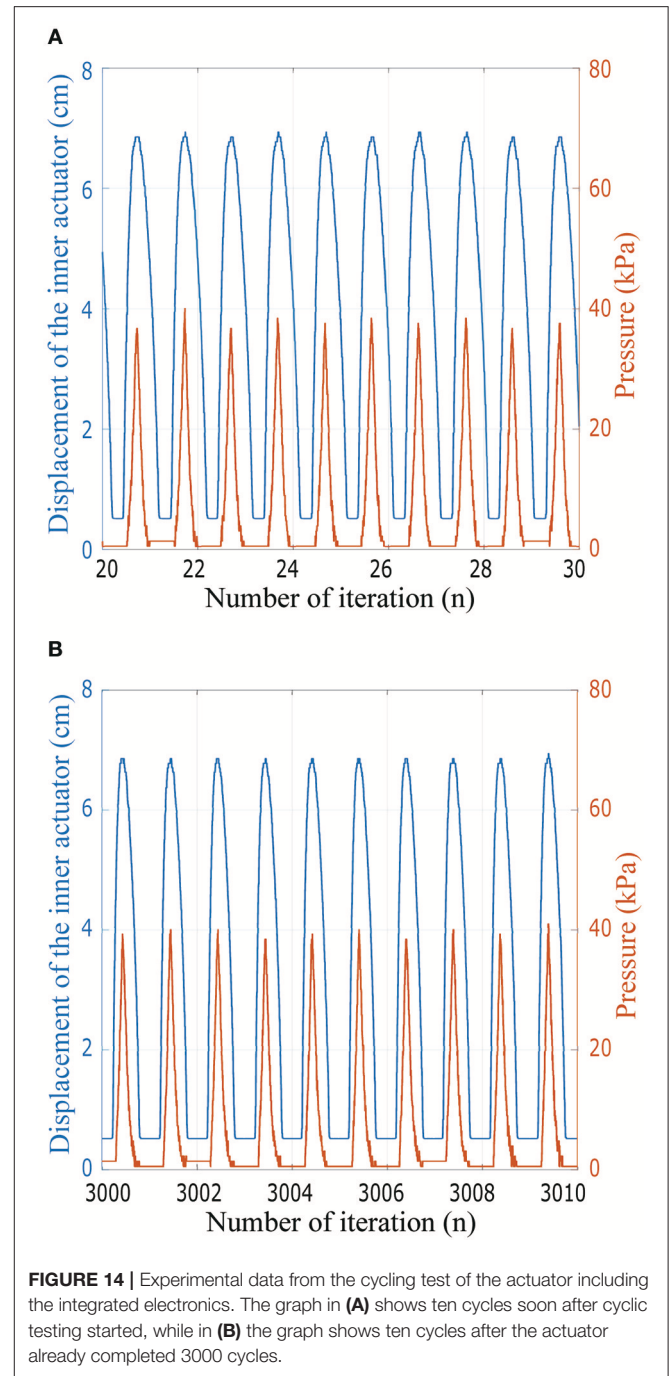 A
Displacement of the inner actuator (cm)
8
6
4
2
0
80
60
40
20
0
Pressure (kPa)
20 22 24 26 28 30
Number of iteration (n)
B
Displacement of the inner actuator (cm)
8
6
4
2
0
80
60
40
20
0
Pressure (kPa)
3000 3002 3004 3006 3008 3010
Number of iteration (n)
FIGURE 14 | Experimental data from the cycling test of the actuator including
the integrated electronics. The graph in (A) shows ten cycles soon after cyclic
testing started, while in (B) the graph shows ten cycles after the actuator
already completed 3000 cycles.